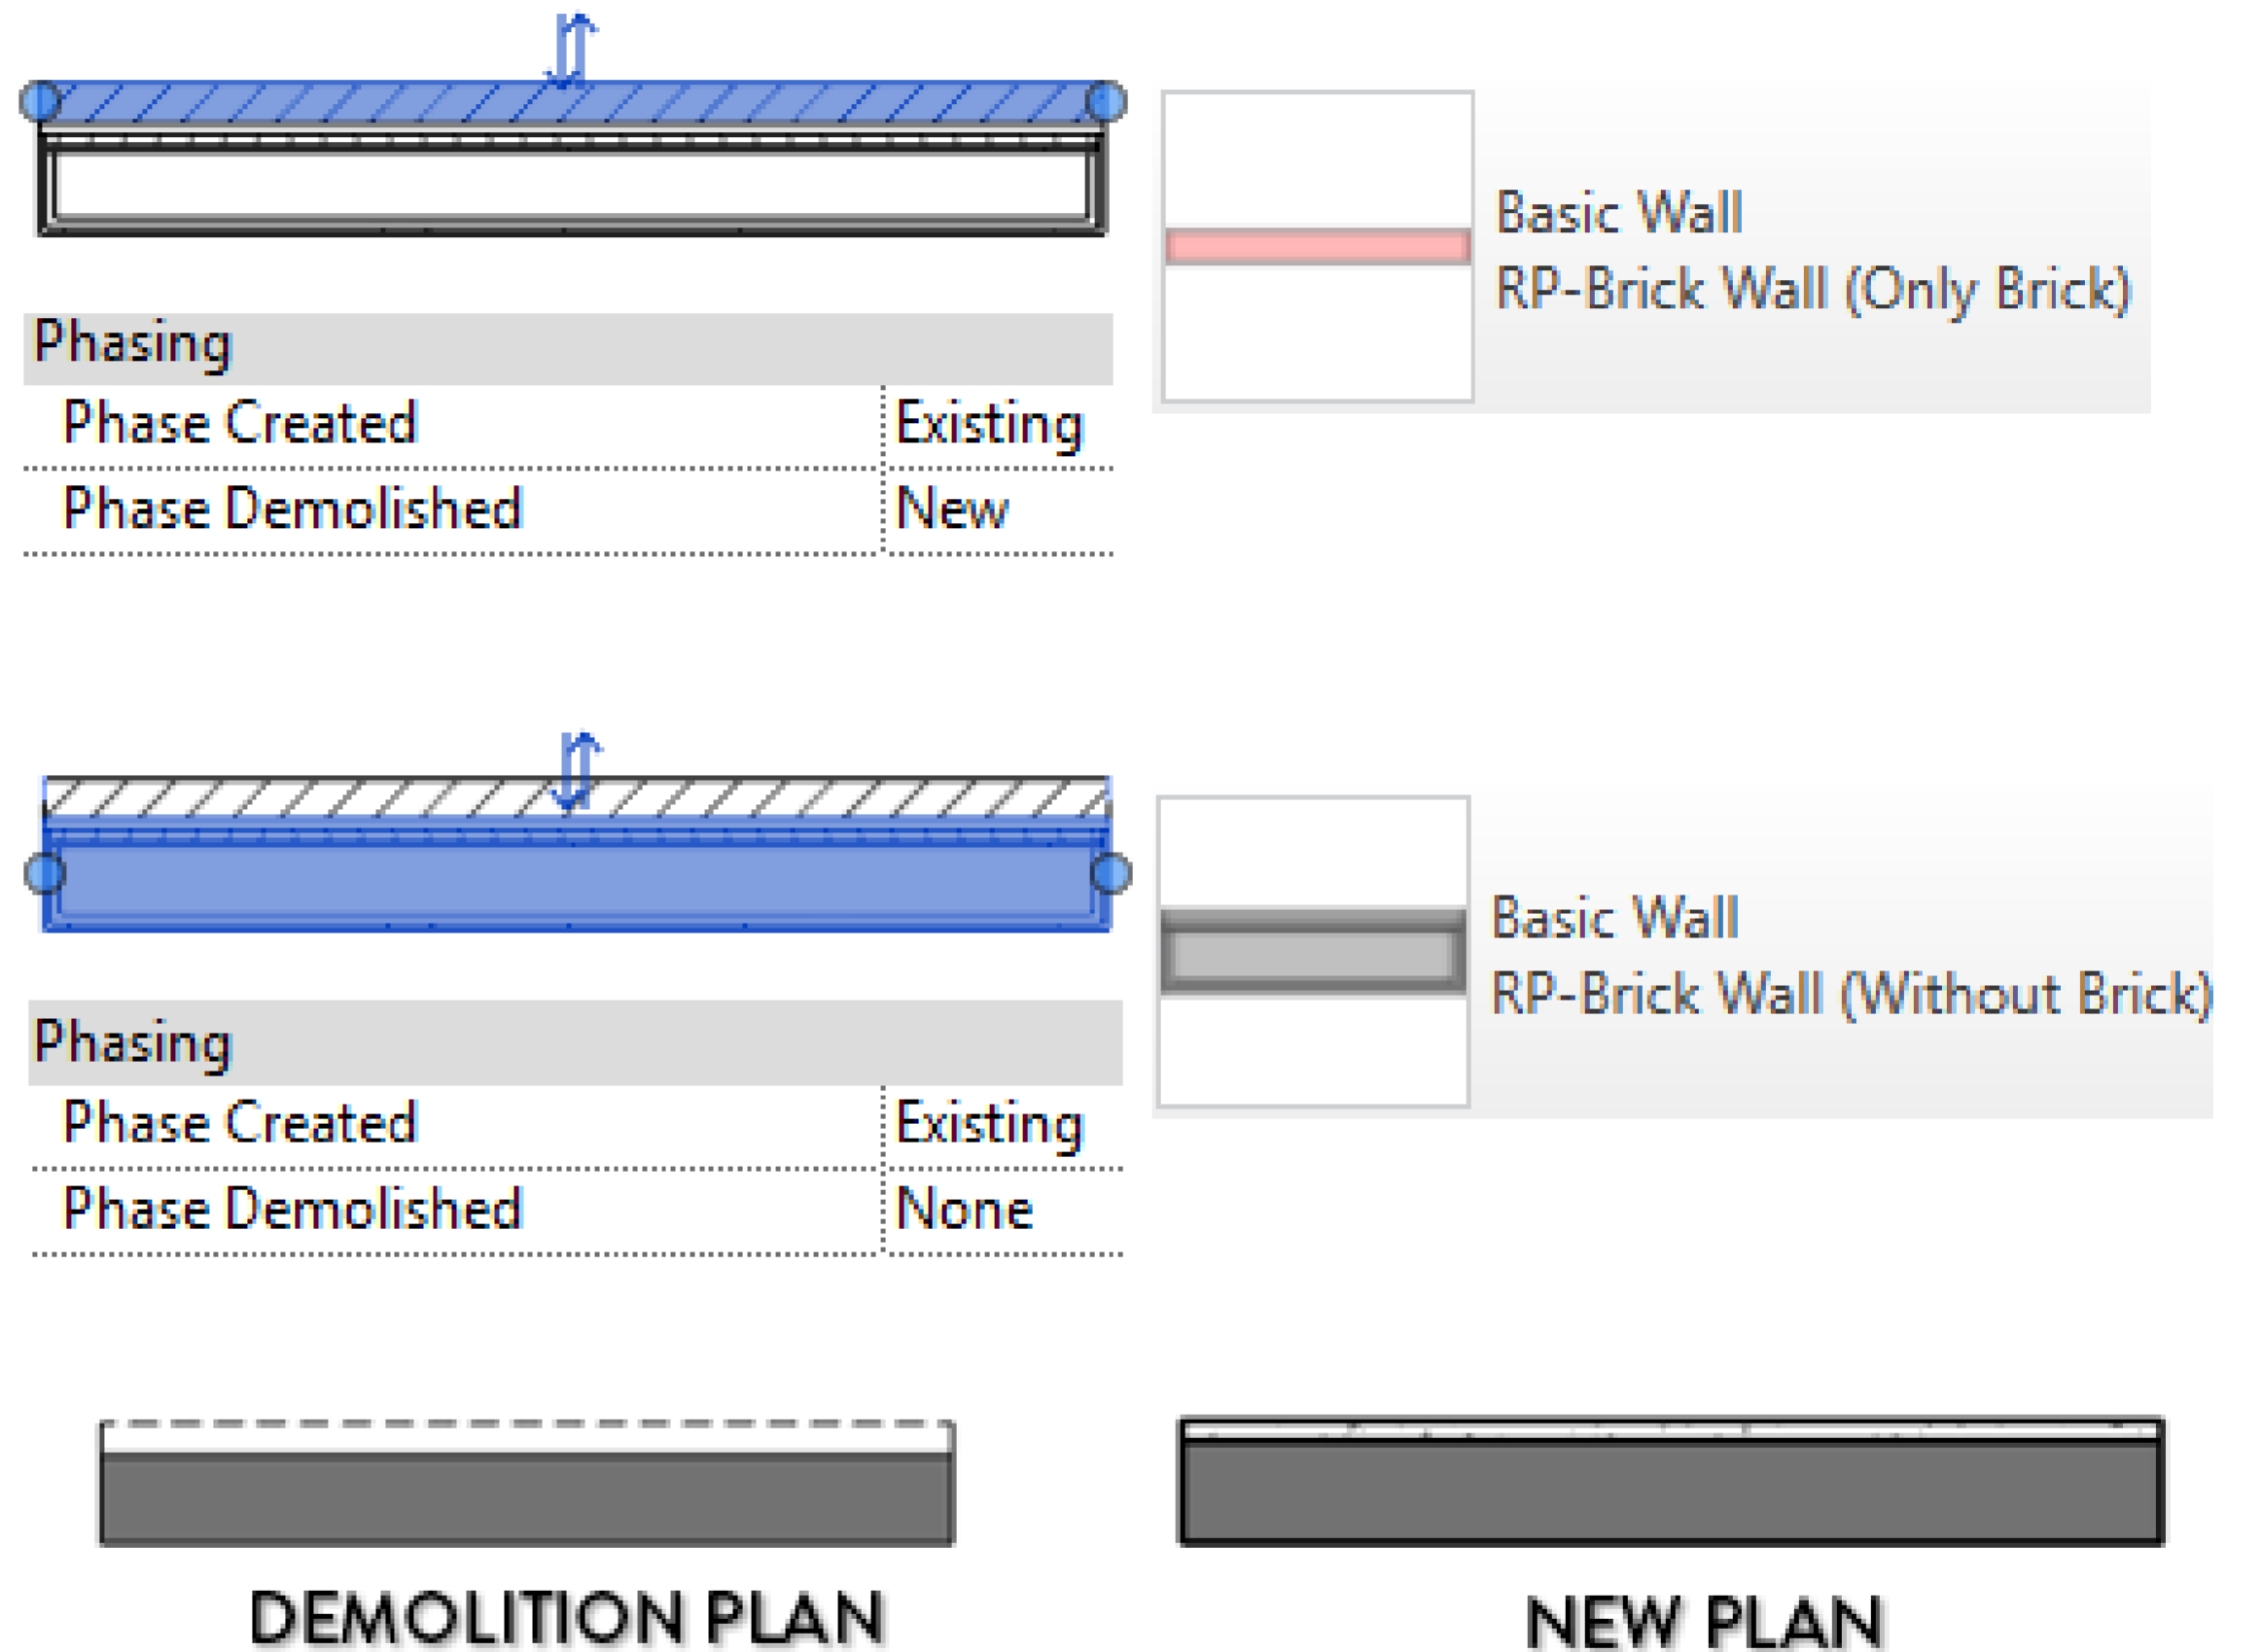 Basic Wall
RP-Brick Wall (Only Brick)
Phasing
Phase Created Existing
Phase Demolished New
Basic Wall
RP-Brick Wall (Without Brick)
Phasing
Phase Created Existing
Phase Demolished None
DEMOLITION PLAN
NEW PLAN